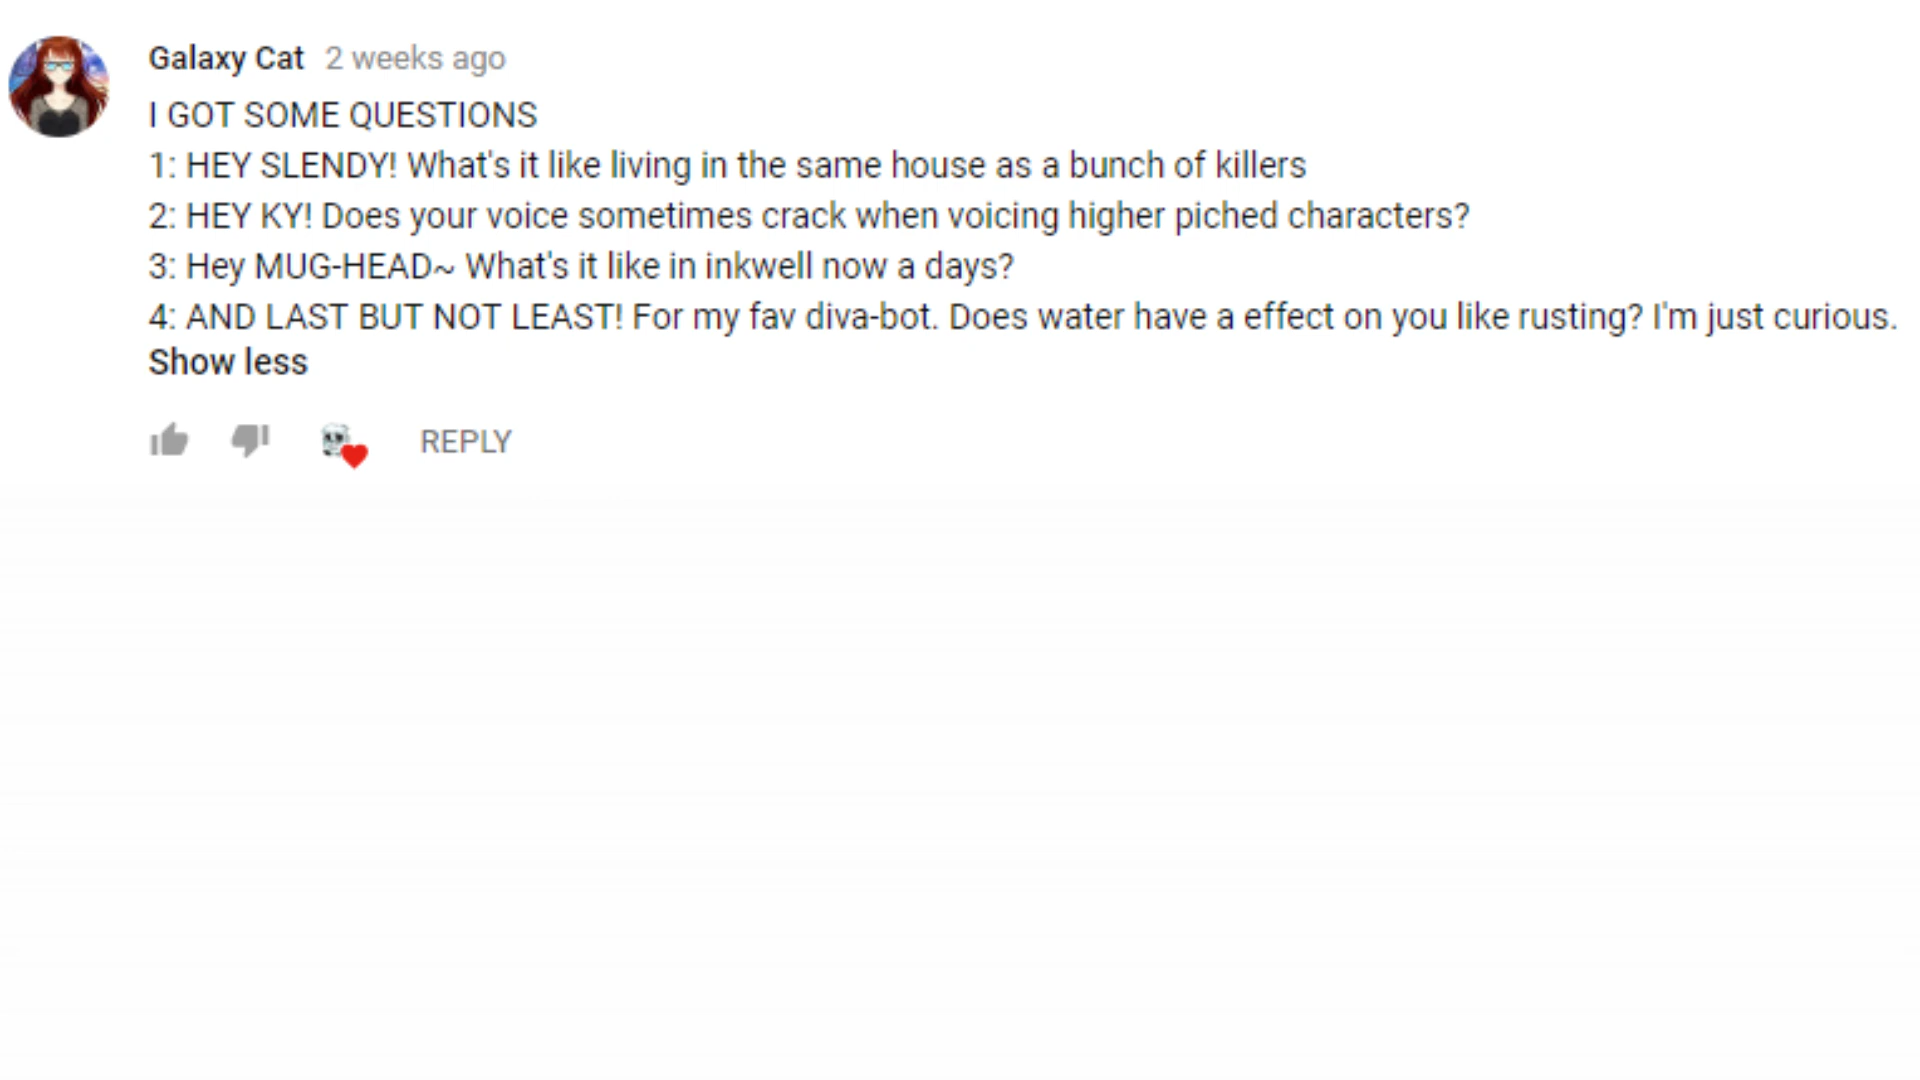 Galaxy Cat 2 weeks ago
I GOT SOME QUESTIONS
1: HEY SLENDY! What's it like living in the same house as a bunch of killers
2: HEY KY! Does your voice sometimes crack when voicing higher piched characters?
3: Hey MUG-HEAD~ What's it like in inkwell now a days?
4: AND LAST BUT NOT LEAST! For my fav diva-bot. Does water have a effect on you like rusting? I'm just curious.
Show less
REPLY